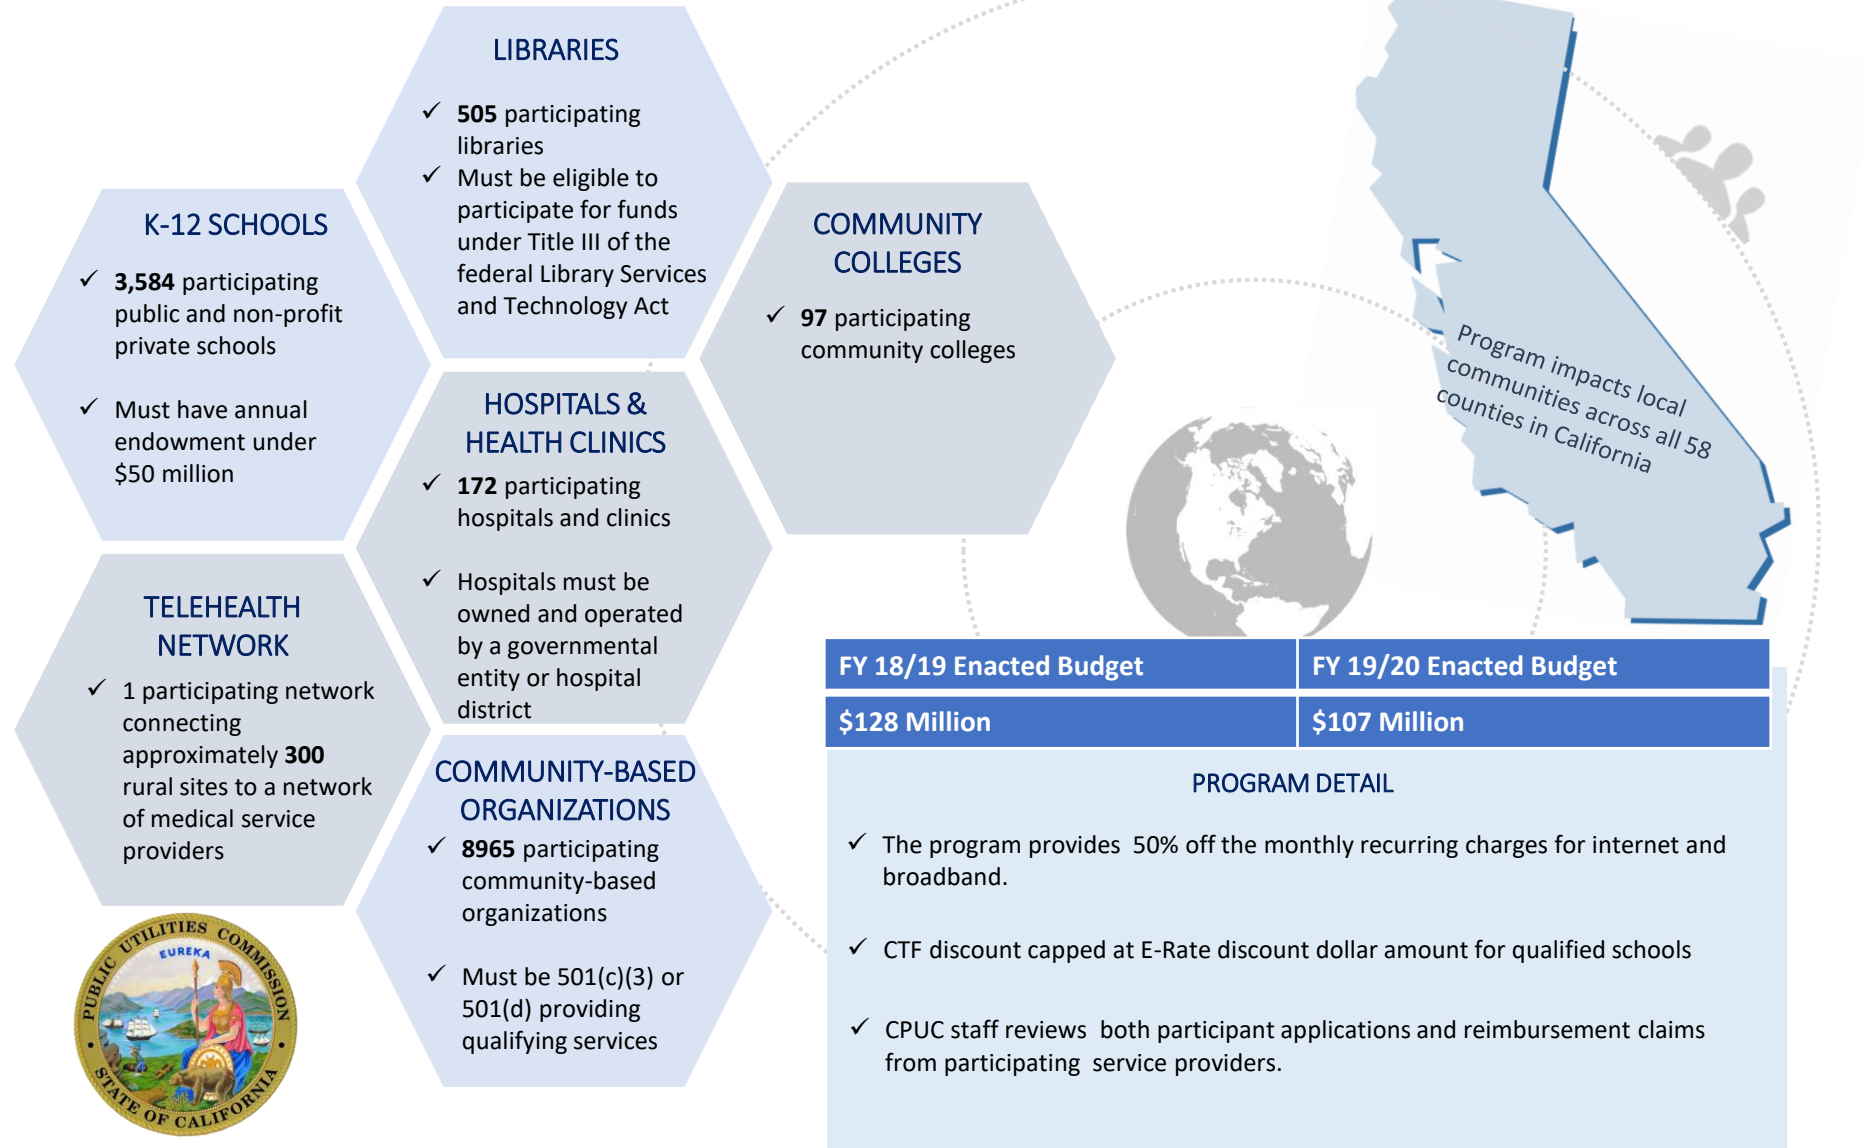 LIBRARIES
✓ 505 participating
libraries
✓ Must be eligible to
participate for funds
under Title III of the
federal Library Services
and Technology Act
K-12 SCHOOLS
✓ 3,584 participating
public and non-profit
private schools
✓ Must have annual
endowment under
$50 million
COMMUNITY
COLLEGES
✓ 97 participating
community colleges
HOSPITALS &
HEALTH CLINICS
✓ 172 participating
hospitals and clinics
✓ Hospitals must be
owned and operated
by a governmental
entity or hospital
district
TELEHEALTH
NETWORK
✓ 1 participating network
connecting
approximately 300
rural sites to a network
of medical service
providers
COMMUNITY-BASED
ORGANIZATIONS
✓ 8965 participating
community-based
organizations
✓ Must be 501(c)(3) or
501(d) providing
qualifying services
PUBLIC UTILITIES COMMISSION
EUREKA
STATE OF CALIFORNIA
Program impacts local
communities across all 58
counties in California
FY 18/19 Enacted Budget FY 19/20 Enacted Budget
$128 Million $107 Million
PROGRAM DETAIL
✓ The program provides 50% off the monthly recurring charges for internet and
broadband.
✓ CTF discount capped at E-Rate discount dollar amount for qualified schools
✓ CPUC staff reviews both participant applications and reimbursement claims
from participating service providers.